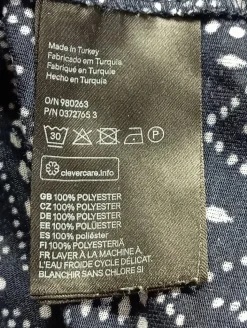 Made in Turkey
Fabricado em Turquia
Fabriqué en Turquie
Hecho en Turquía
O/N 980263
P/N 0372765 3
30
P
clevercare.info
GB 100% POLYESTER
CZ 100% POLYESTER
DE 100% POLYESTER
EE 100% POLÜESTER
ES 100% poliéster
FI 100% POLYESTERIÄ
FR LAVER À LA MACHINE À
L'EAU FROIDE CYCLE DÉLICAT.
BLANCHIR SANS CHLORE SI